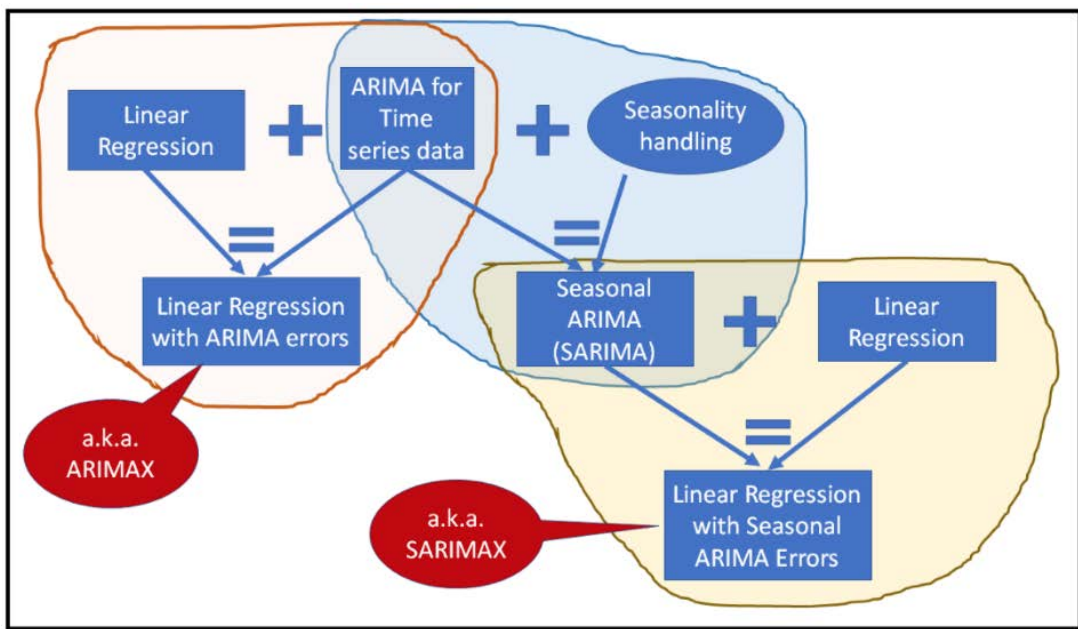 Linear
Regression
+
ARIMA for
Time
series data
+
Seasonality
handling
=
=
Linear Regression
with ARIMA errors
Seasonal
ARIMA
(SARIMA)
+
Linear
Regression
a.k.a.
ARIMAX
=
a.k.a.
SARIMAX
Linear Regression
with Seasonal
ARIMA Errors